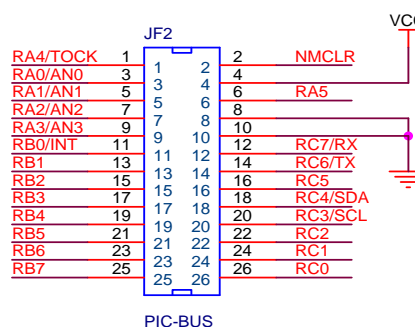 VCC
JF2
RA4/TOCK 1 1 2 2 NMCLR
RA0/AN0 3 3 4 4
RA1/AN1 5 5 6 6 RA5
RA2/AN2 7 7 8 8
RA3/AN3 9 9 10 10
RB0/INT 11 11 12 12 RC7/RX
RB1 13 13 14 14 RC6/TX
RB2 15 15 16 16 RC5
RB3 17 17 18 18 RC4/SDA
RB4 19 19 20 20 RC3/SCL
RB5 21 21 22 22 RC2
RB6 23 23 24 24 RC1
RB7 25 25 26 26 RC0
PIC-BUS